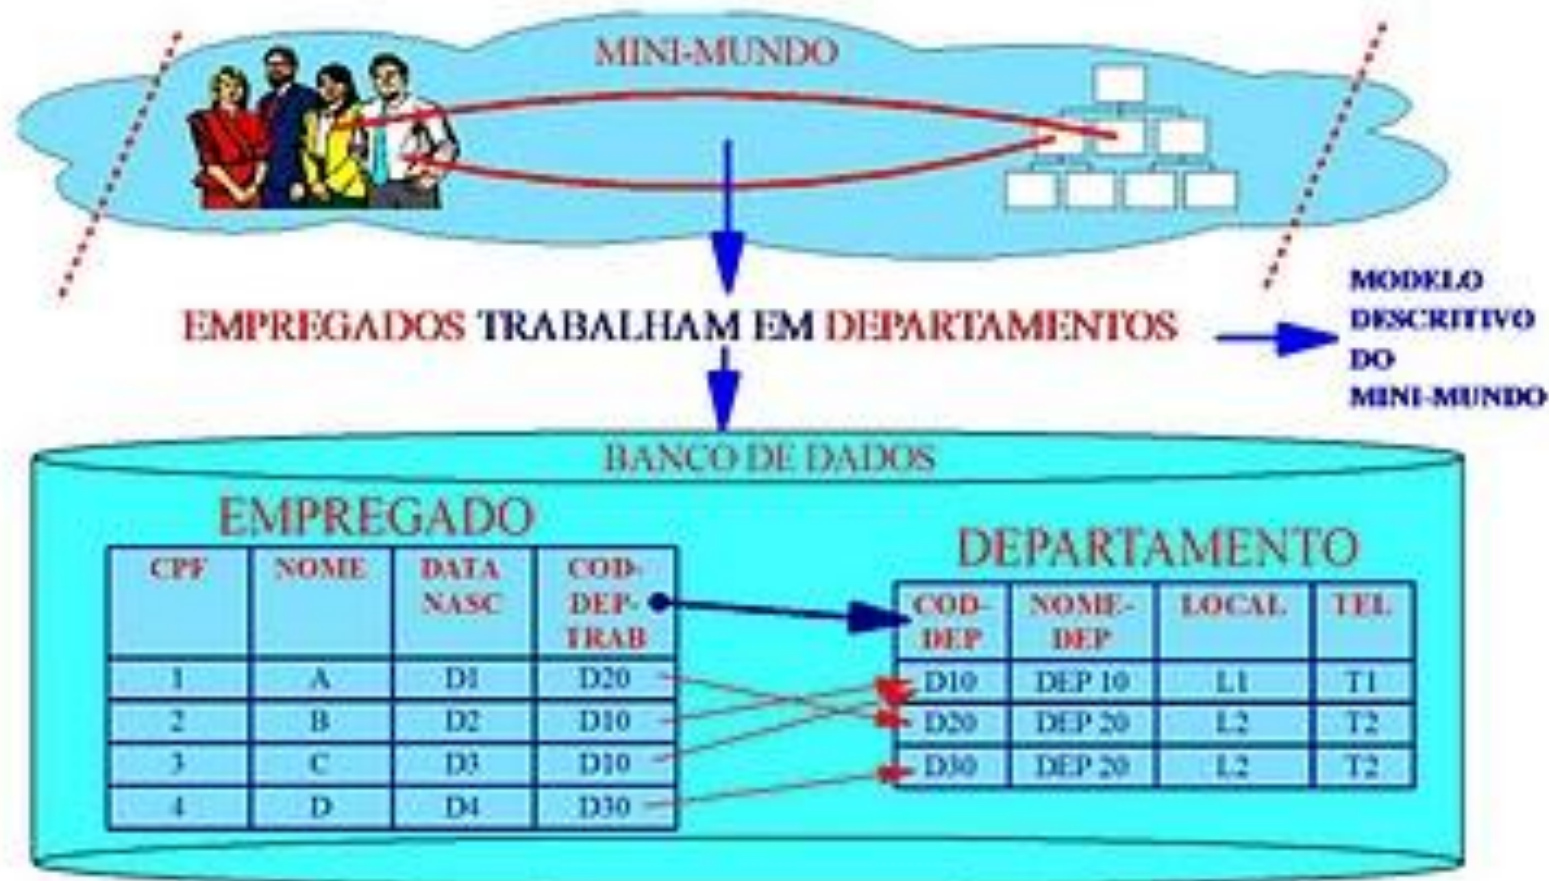 MINI-MUNDO
EMPREGADOS TRABALHAM EM DEPARTAMENTOS
MODELO
DESCRITIVO
DO
MINI-MUNDO
BANCO DE DADOS
EMPREGADO
CPF NOME DATA NASC COD-DEP-TRAB
1 A D1 D20
2 B D2 D10
3 C D3 D10
4 D D4 D30
DEPARTAMENTO
COD-DEP NOME-DEP LOCAL TEL
D10 DEP 10 L1 T1
D20 DEP 20 L2 T2
D30 DEP 20 L2 T2